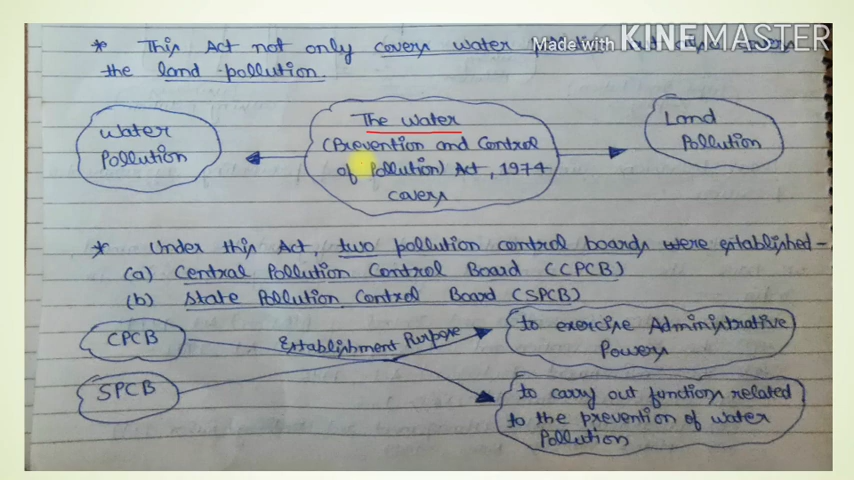 * This Act not only covers water
the land pollution.
Made with KINEMASTER
Water
Pollution
The Water
(Prevention and Control
of Pollution) Act, 1974
covers
Land
Pollution
* Under this Act, two pollution control boards were established-
(a) Central Pollution Control Board (CPCB)
(b) State Pollution Control Board (SPCB)
CPCB
SPCB
Establishment Purpose
to exercise Administrative
Powers
to carry out functions related
to the prevention of water
Pollution